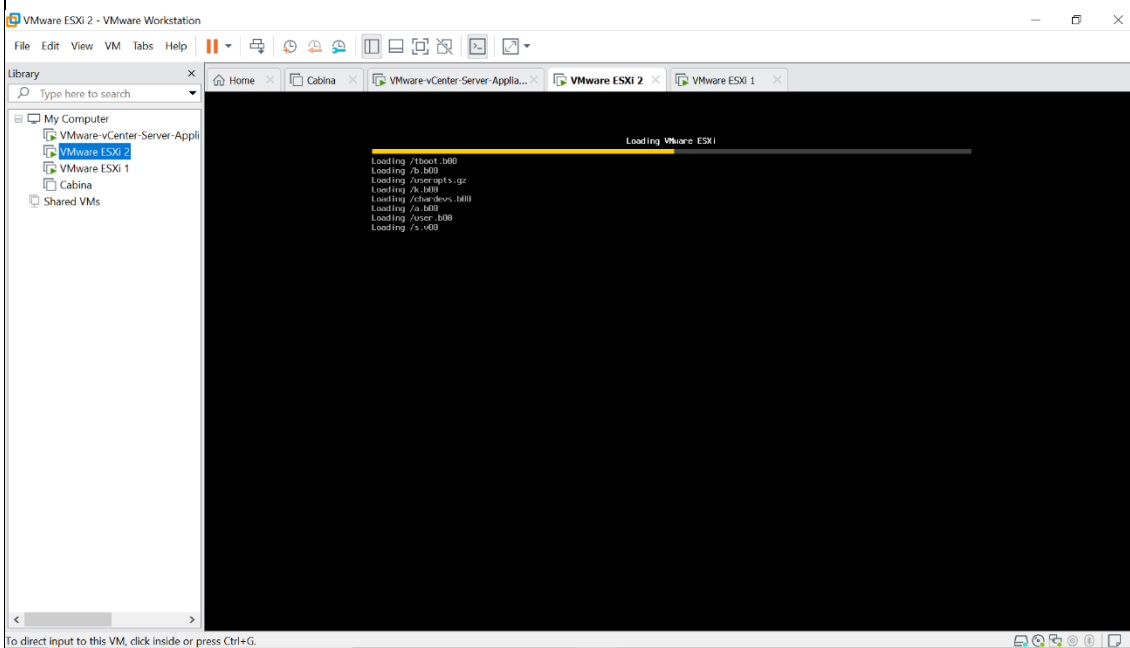 VMware ESXi 2 - VMware Workstation
File Edit View VM Tabs Help
Library
Type here to search
My Computer
VMware-vCenter-Server-Appli
VMware ESXi 2
VMware ESXi 1
Cabina
Shared VMs
Home Cabina VMware-vCenter-Server-Applia... VMware ESXi 2 VMware ESXi 1
Loading VMware ESXi
Loading /tboot.b00
Loading /b.b00
Loading /useropts.gz
Loading /k.b00
Loading /chardevs.b00
Loading /a.b00
Loading /user.b00
Loading /s.v00
To direct input to this VM, click inside or press Ctrl+G.